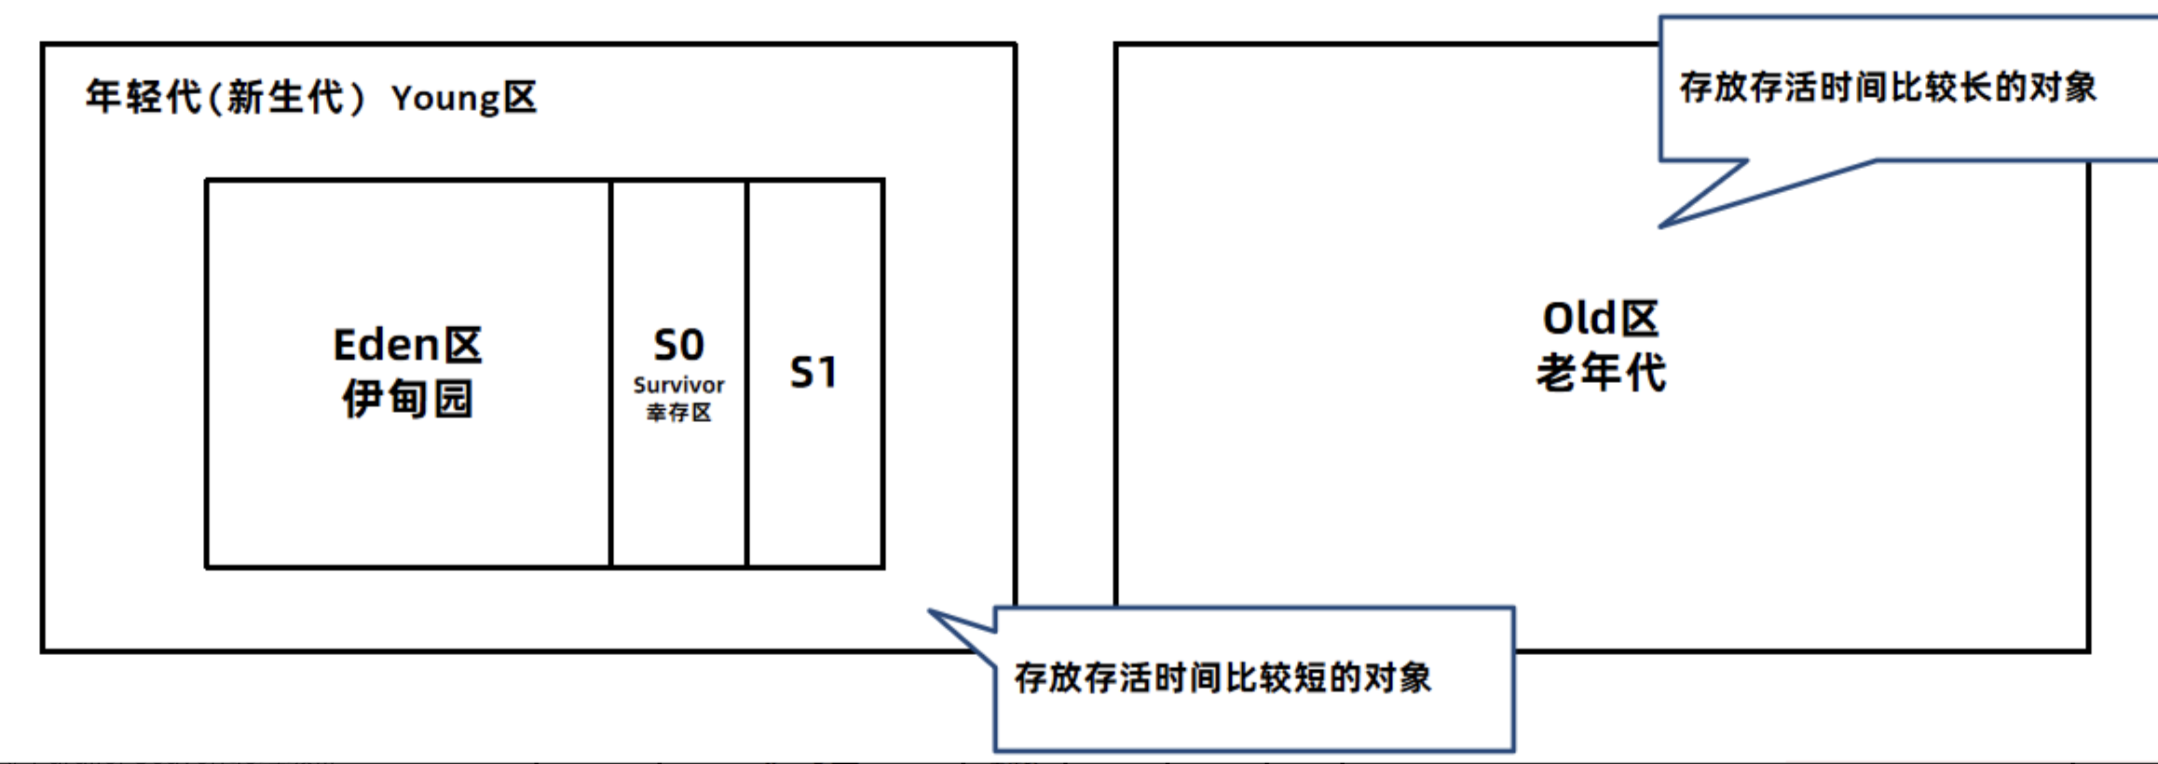 年轻代(新生代) Young区
存放存活时间比较长的对象
Eden区
伊甸园
S0
Survivor
幸存区
S1
Old区
老年代
存放存活时间比较短的对象